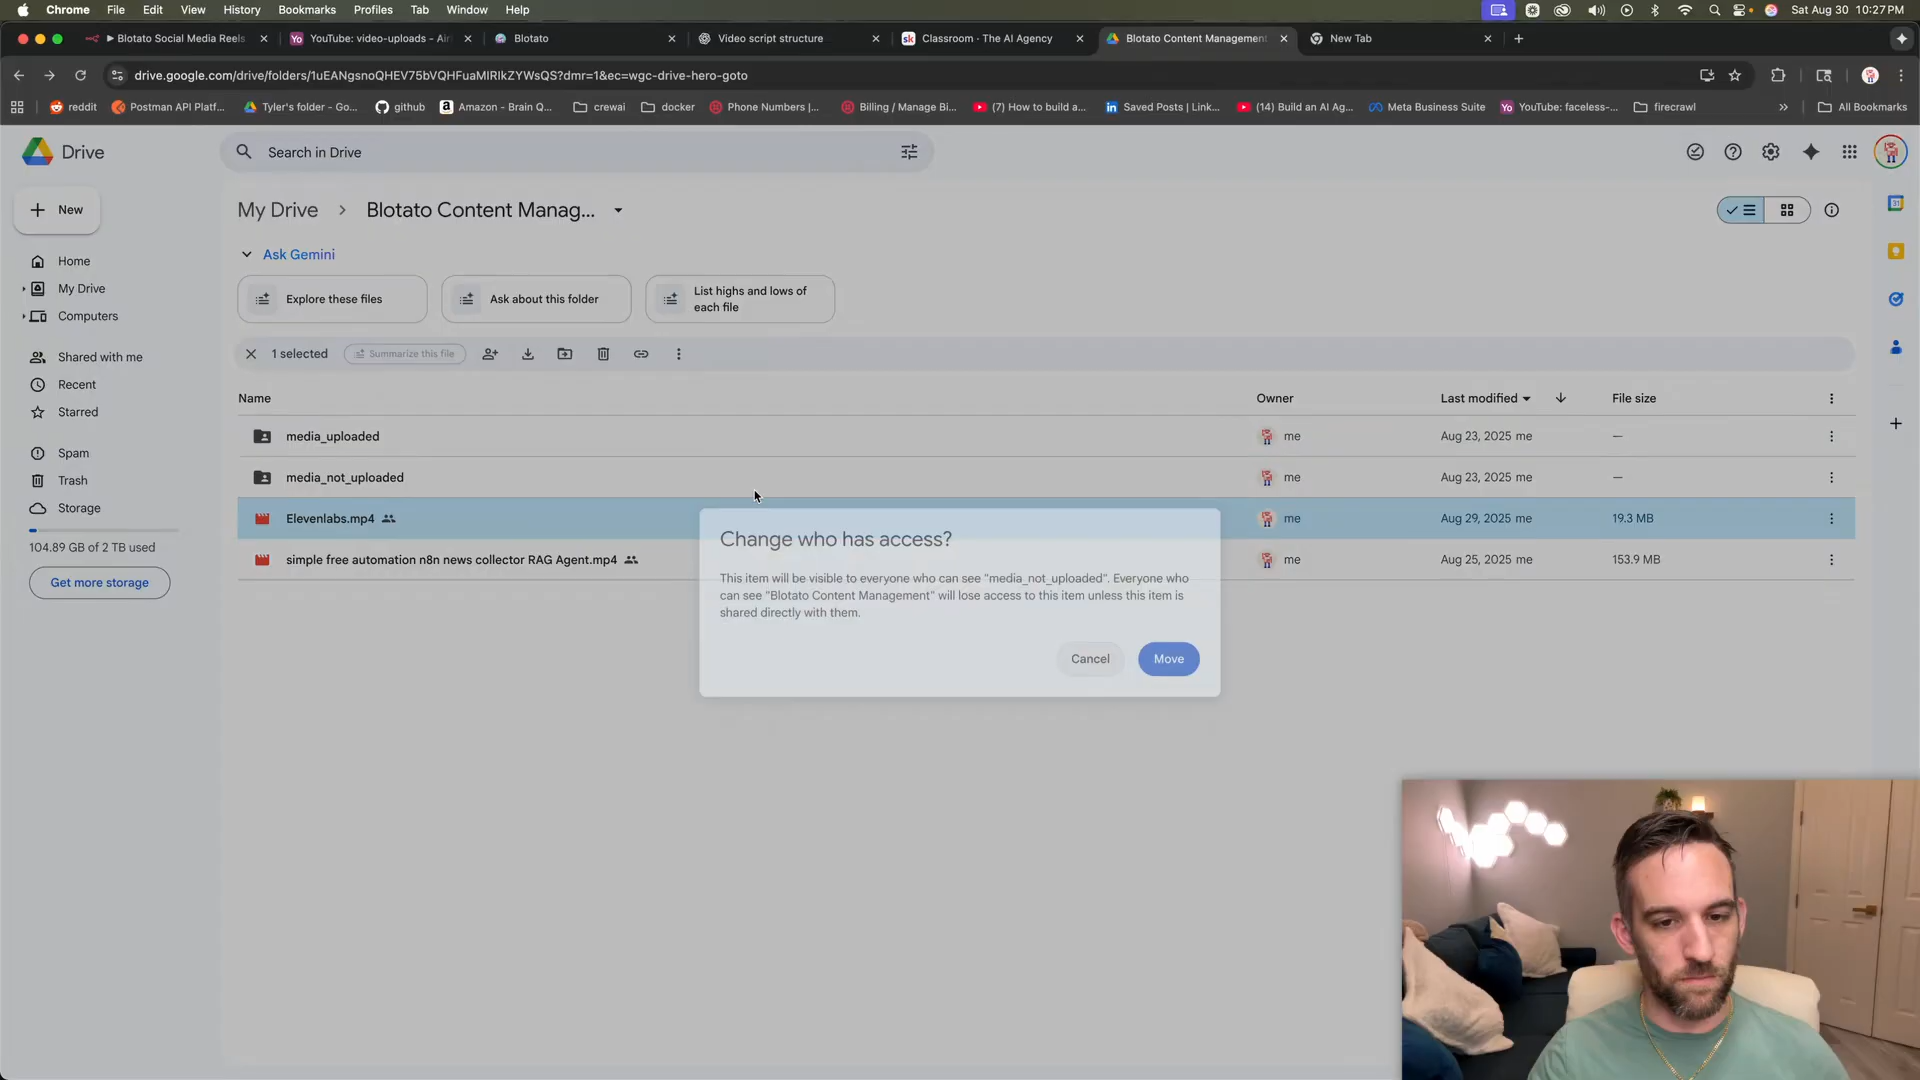 Chrome File Edit View History Bookmarks Profiles Tab Window Help Sat Aug 30 10:27 PM
Blotato Social Media Reels YouTube: video-uploads - Air Blotato Video script structure Classroom - The AI Agency Blotato Content Management New Tab
drive.google.com/drive/folders/1uEANgsnoQHEV75bVQHFuaMIRIkZYWsQS?dmr=1&ec=wgc-drive-hero-goto
reddit Postman API Platf... Tyler's folder - Go... github Amazon - Brain Q... crewai docker Phone Numbers |... Billing / Manage Bi... (7) How to build a... Saved Posts | Link... (14) Build an AI Ag... Meta Business Suite YouTube: faceless-... firecrawl All Bookmarks
Drive
Search in Drive
New
My Drive
Blotato Content Manag...
Ask Gemini
Home
My Drive
Computers
Shared with me
Recent
Starred
Spam
Trash
Storage
104.89 GB of 2 TB used
Get more storage
Explore these files
Ask about this folder
List highs and lows of
each file
1 selected
Summarize this file
Name Owner Last modified File size
media_uploaded me Aug 23, 2025 me —
media_not_uploaded me Aug 23, 2025 me —
Elevenlabs.mp4 me Aug 29, 2025 me 19.3 MB
simple free automation n8n news collector RAG Agent.mp4 me Aug 25, 2025 me 153.9 MB
Change who has access?
This item will be visible to everyone who can see "media_not_uploaded". Everyone who
can see "Blotato Content Management" will lose access to this item unless this item is
shared directly with them.
Cancel
Move